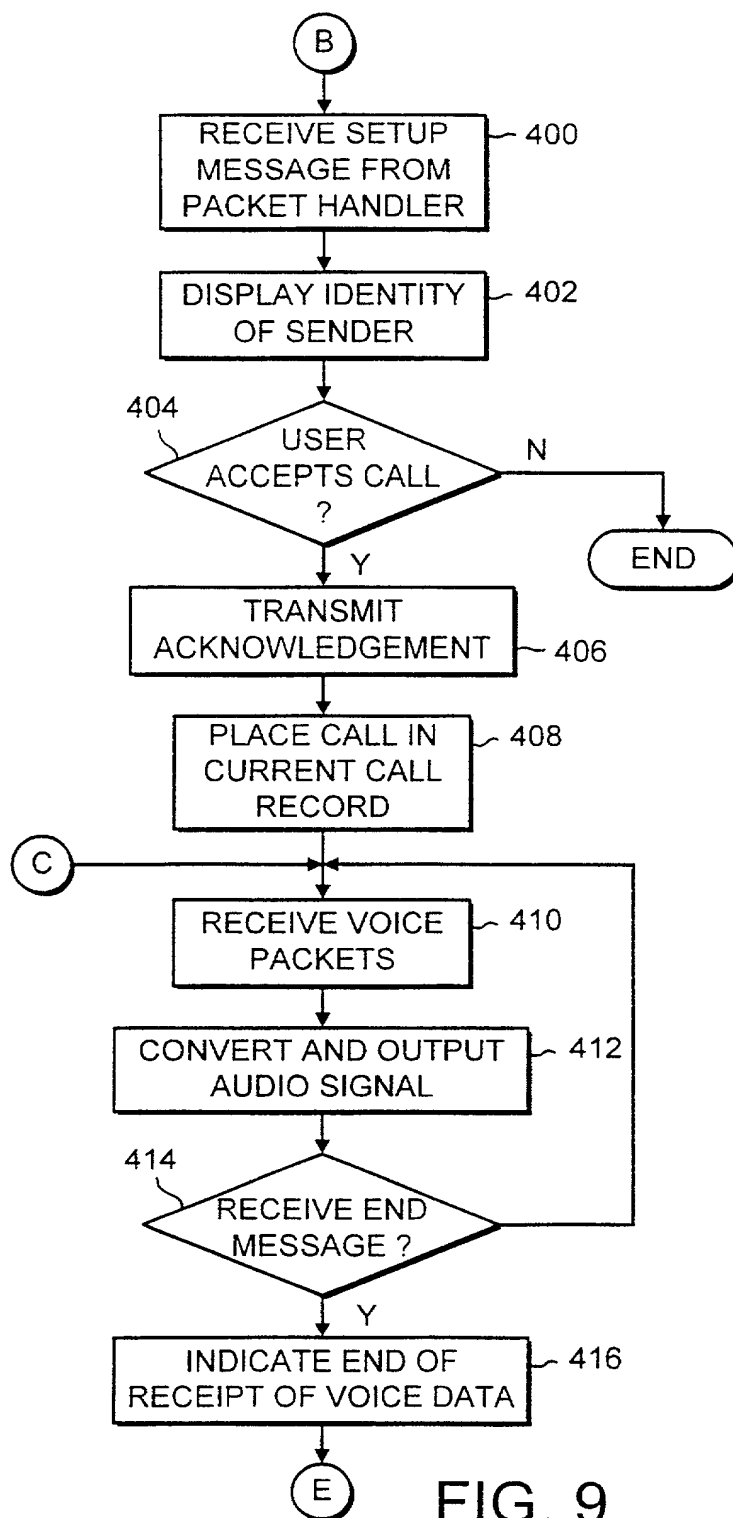 B
RECEIVE SETUP
MESSAGE FROM
PACKET HANDLER
400
DISPLAY IDENTITY
OF SENDER
402
404
USER
ACCEPTS CALL
?
N
END
Y
TRANSMIT
ACKNOWLEDGEMENT
406
PLACE CALL IN
CURRENT CALL
RECORD
408
C
RECEIVE VOICE
PACKETS
410
CONVERT AND OUTPUT
AUDIO SIGNAL
412
414
RECEIVE END
MESSAGE ?
Y
INDICATE END OF
RECEIPT OF VOICE DATA
416
E
FIG. 9